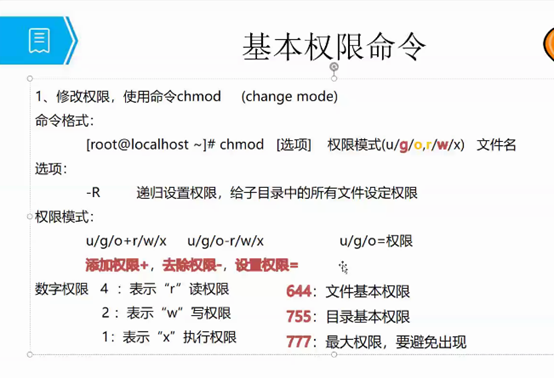 基本权限命令
1、修改权限，使用命令chmod (change mode)
命令格式：
[root@localhost ~]# chmod [选项] 权限模式(u/g/o,r/w/x) 文件名
选项：
-R 递归设置权限，给子目录中的所有文件设定权限
权限模式：
u/g/o+r/w/x u/g/o-r/w/x u/g/o=权限
添加权限+，去除权限-，设置权限=
数字权限 4 ：表示“r”读权限 644：文件基本权限
2 ：表示“w”写权限 755：目录基本权限
1：表示“x”执行权限 777：最大权限，要避免出现